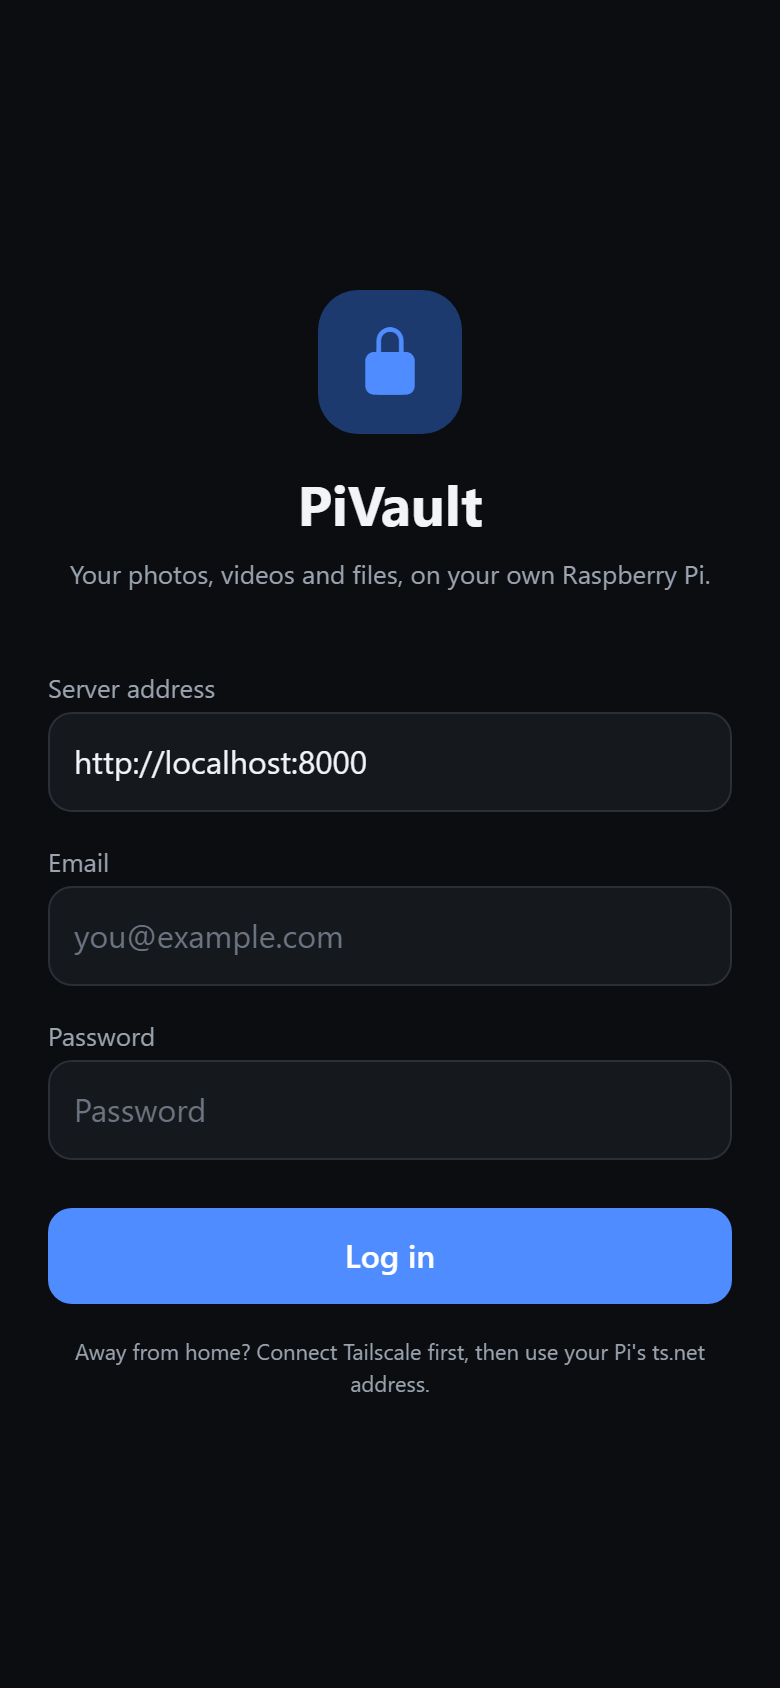 PiVault
Your photos, videos and files, on your own Raspberry Pi.
Server address
http://localhost:8000
Email
you@example.com
Password
Password
Log in
Away from home? Connect Tailscale first, then use your Pi's ts.net
address.